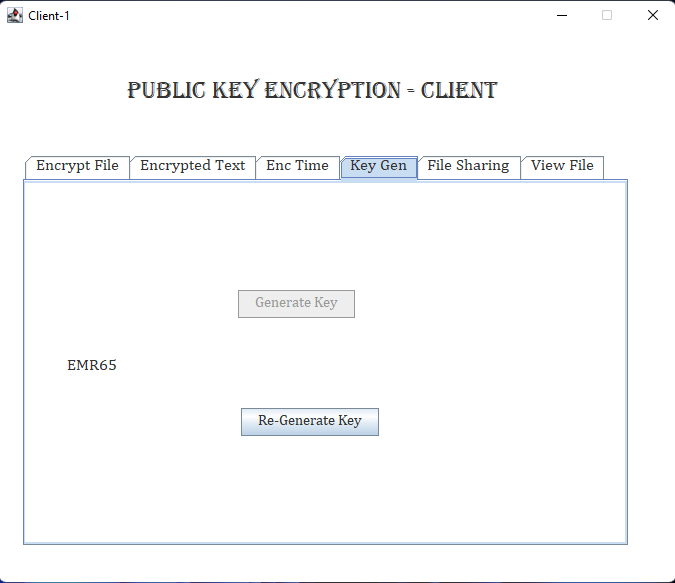 Client-1
PUBLIC KEY ENCRYPTION - CLIENT
Encrypt File Encrypted Text Enc Time Key Gen File Sharing View File
Generate Key
EMR65
Re-Generate Key